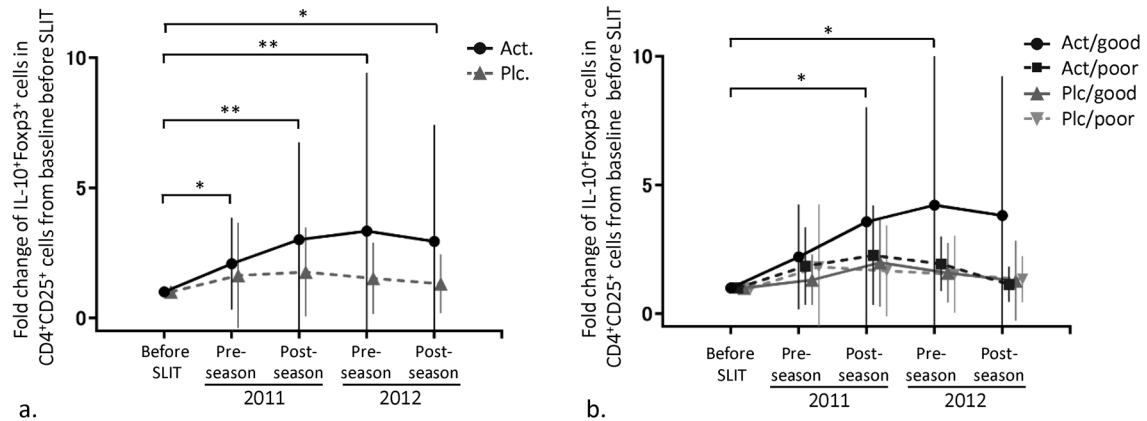 Fold change of IL-10⁺Foxp3⁺ cells in
CD4⁺CD25⁺ cells from baseline before SLIT
10
5
0
*
**
**
*
Act.
Plc.
Before
SLIT
Pre-
season
Post-
season
Pre-
season
Post-
season
2011
2012
a.
Fold change of IL-10⁺Foxp3⁺ cells in
CD4⁺CD25⁺ cells from baseline before SLIT
10
5
0
*
*
Act/good
Act/poor
Plc/good
Plc/poor
Before
SLIT
Pre-
season
Post-
season
Pre-
season
Post-
season
2011
2012
b.